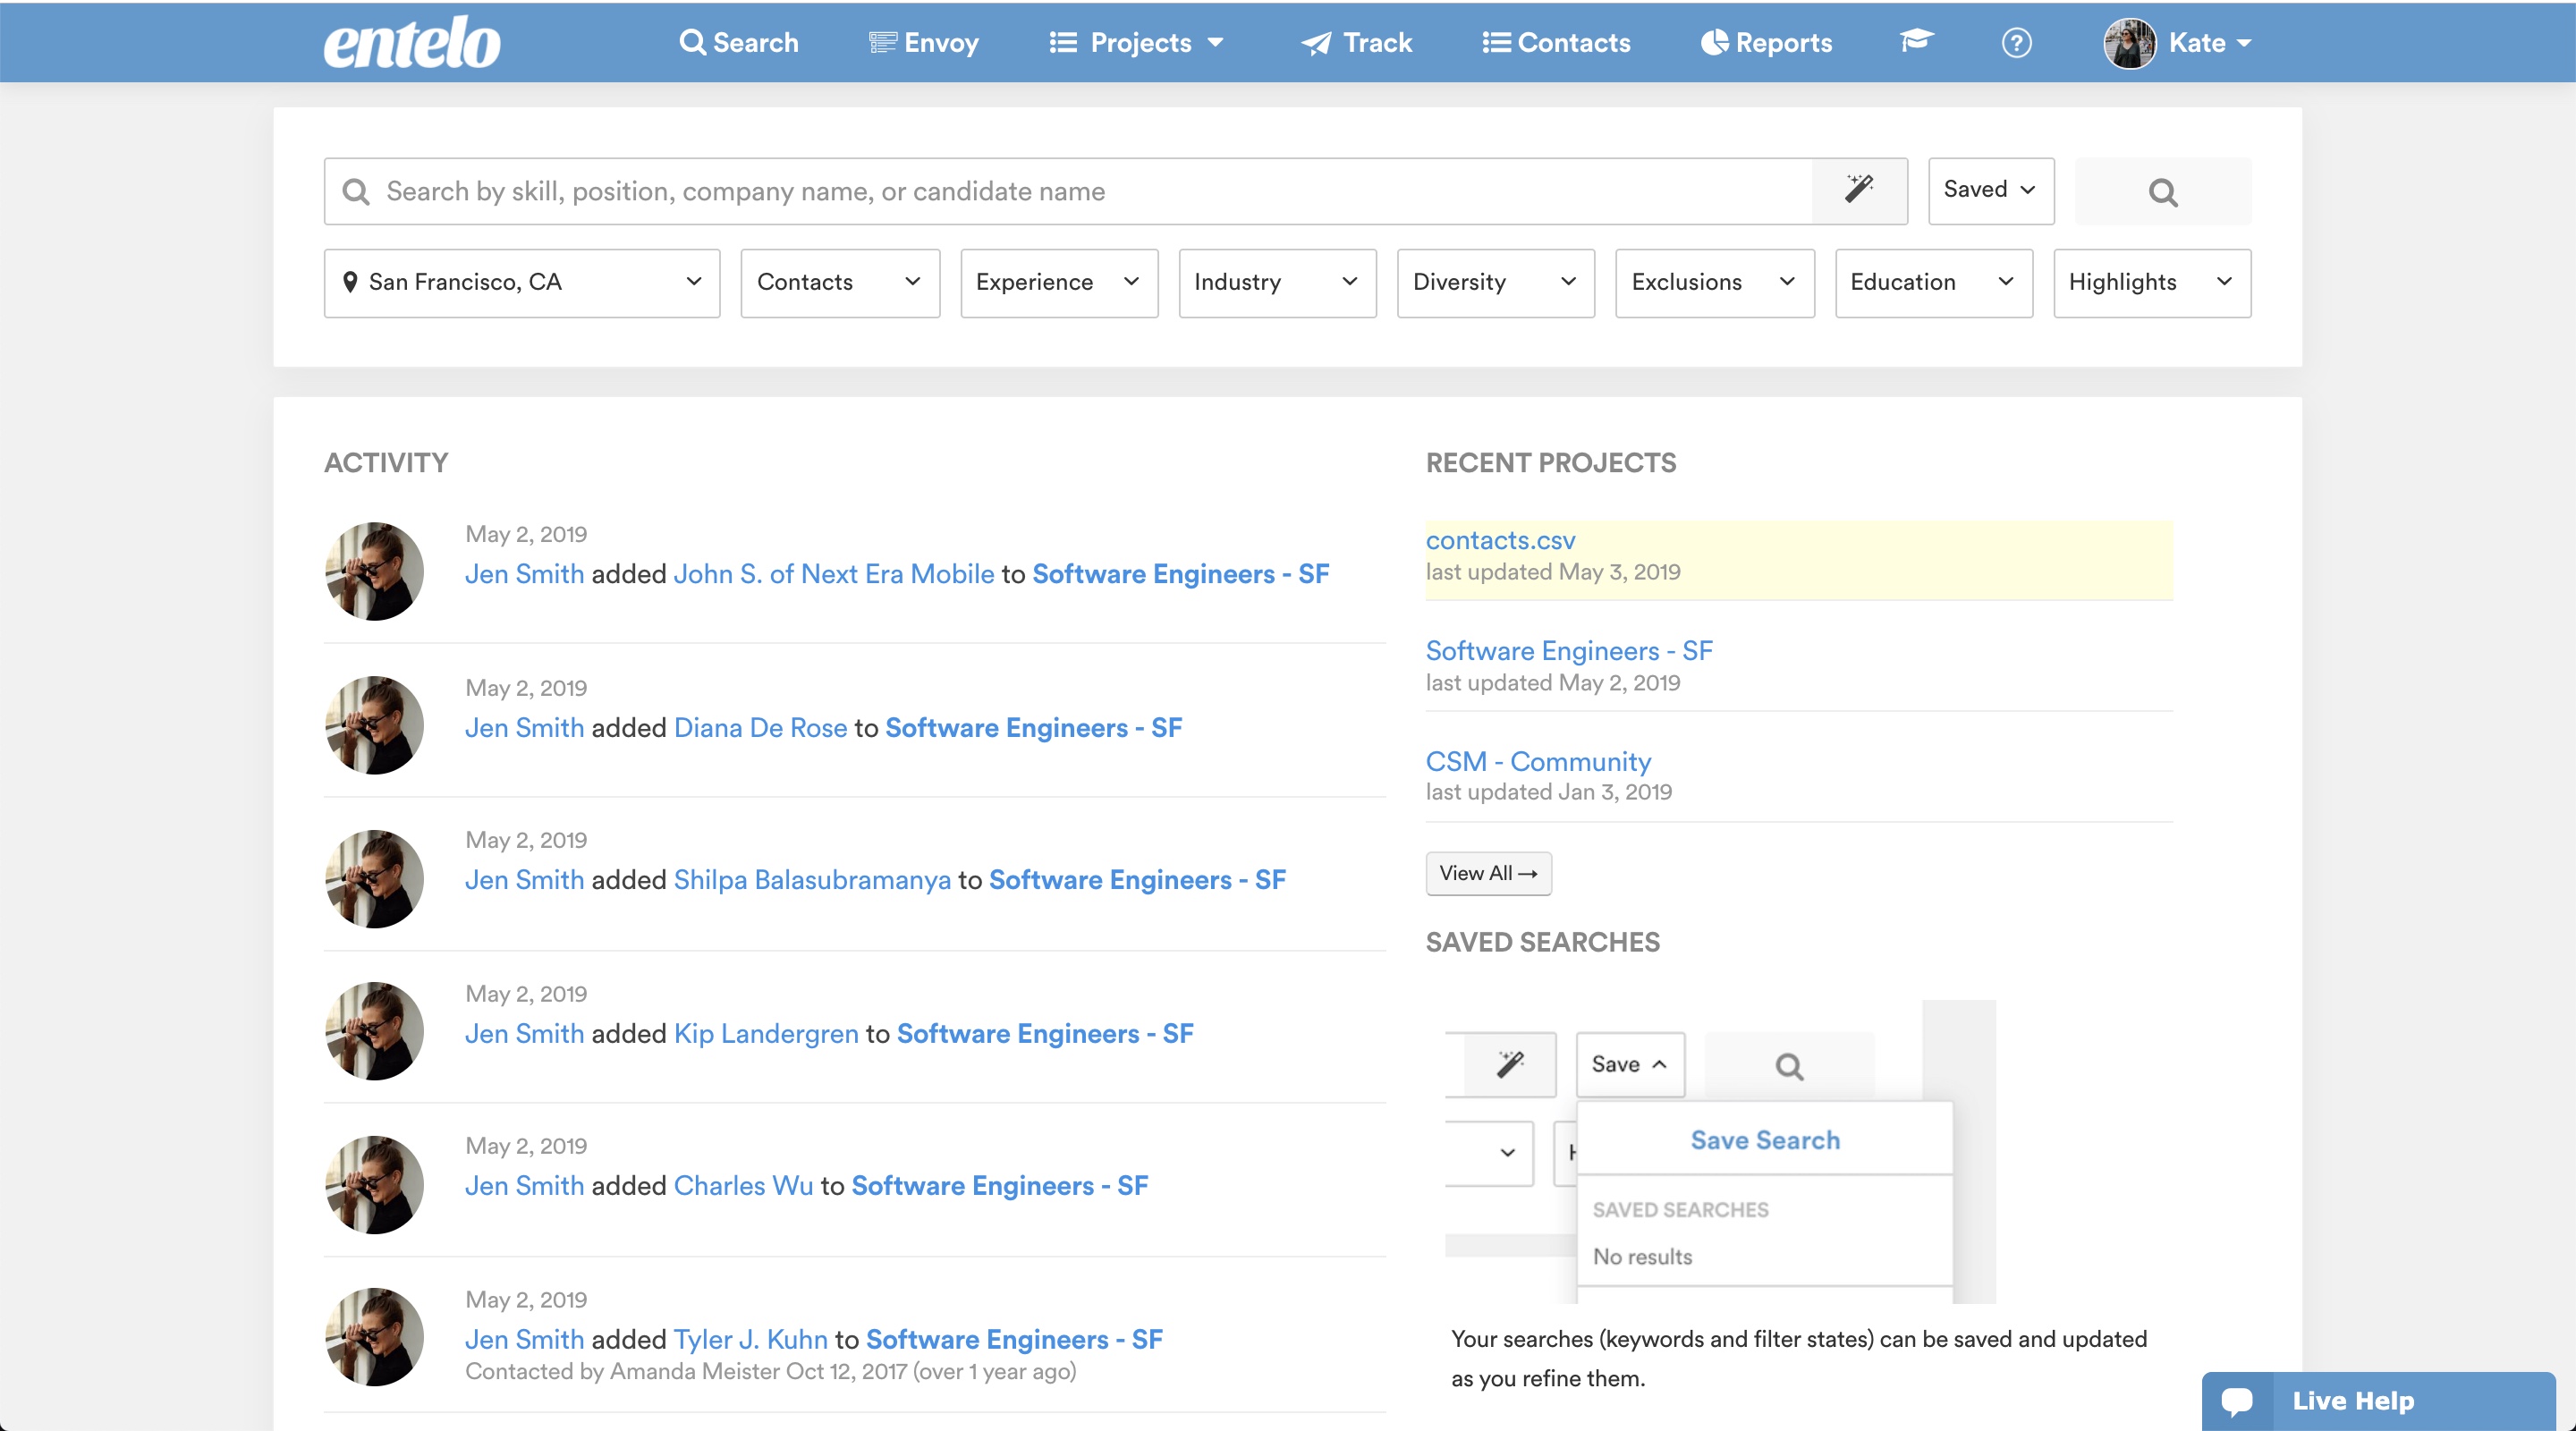 entelo
Search
Envoy
Projects
Track
Contacts
Reports
?
Kate
Search by skill, position, company name, or candidate name
Saved
San Francisco, CA
Contacts
Experience
Industry
Diversity
Exclusions
Education
Highlights
ACTIVITY
May 2, 2019
Jen Smith added John S. of Next Era Mobile to Software Engineers - SF
May 2, 2019
Jen Smith added Diana De Rose to Software Engineers - SF
May 2, 2019
Jen Smith added Shilpa Balasubramanya to Software Engineers - SF
May 2, 2019
Jen Smith added Kip Landergren to Software Engineers - SF
May 2, 2019
Jen Smith added Charles Wu to Software Engineers - SF
May 2, 2019
Jen Smith added Tyler J. Kuhn to Software Engineers - SF
Contacted by Amanda Meister Oct 12, 2017 (over 1 year ago)
RECENT PROJECTS
contacts.csv
last updated May 3, 2019
Software Engineers - SF
last updated May 2, 2019
CSM - Community
last updated Jan 3, 2019
View All →
SAVED SEARCHES
Save
Save Search
SAVED SEARCHES
No results
Your searches (keywords and filter states) can be saved and updated
as you refine them.
Live Help